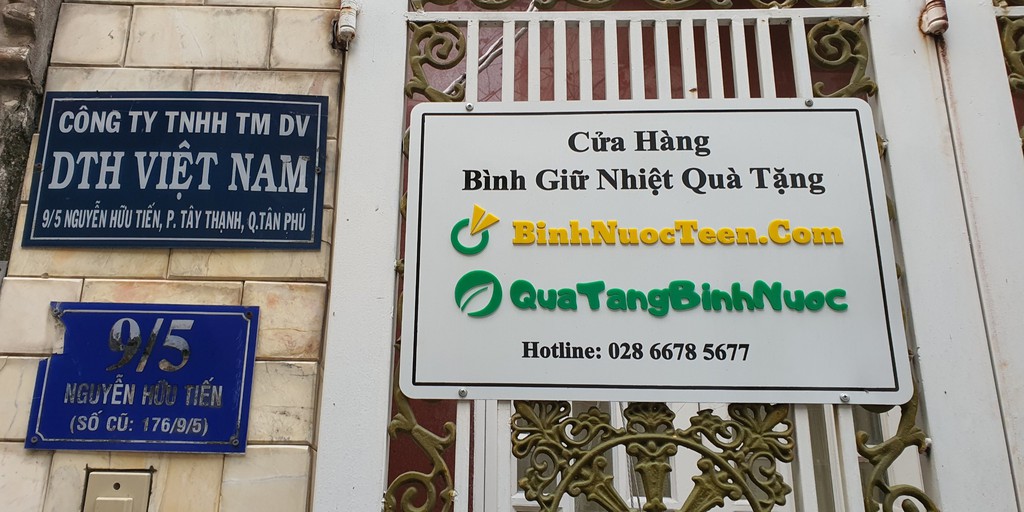 CÔNG TY TNHH TM DV
DTH VIỆT NAM
9/5 NGUYỄN HỮU TIẾN, P. TÂY THẠNH, Q.TÂN PHÚ
9/5
NGUYỄN HỮU TIẾN
(SỐ CŨ: 176/9/5)
Cửa Hàng
Bình Giữ Nhiệt Quà Tặng
BinhNuocTeen.Com
QuaTangBinhNuoc
Hotline: 028 6678 5677